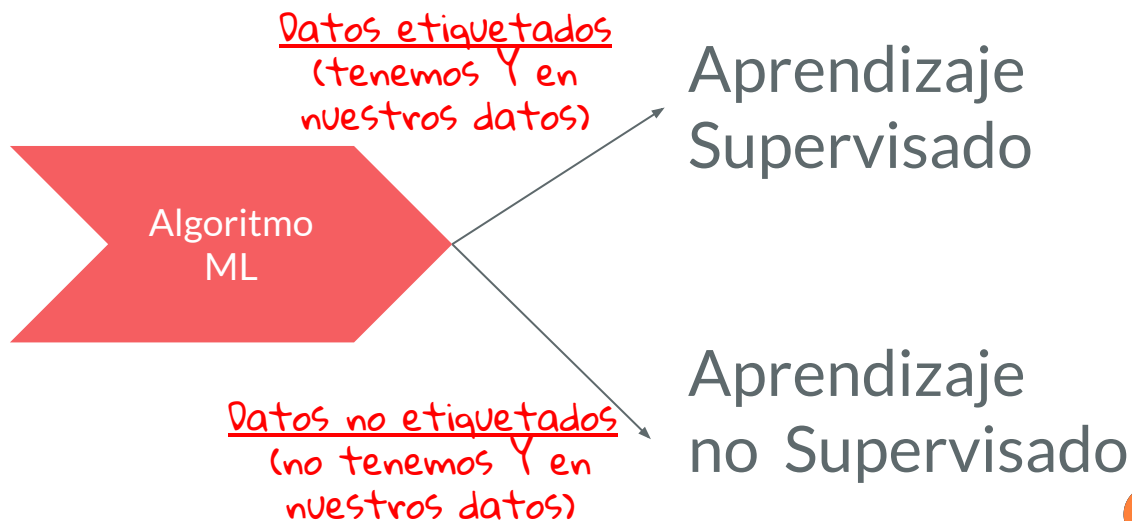 Datos etiquetados
(tenemos Y en
nuestros datos)
Aprendizaje
Supervisado
Algoritmo
ML
Datos no etiquetados
(no tenemos Y en
nuestros datos)
Aprendizaje
no Supervisado